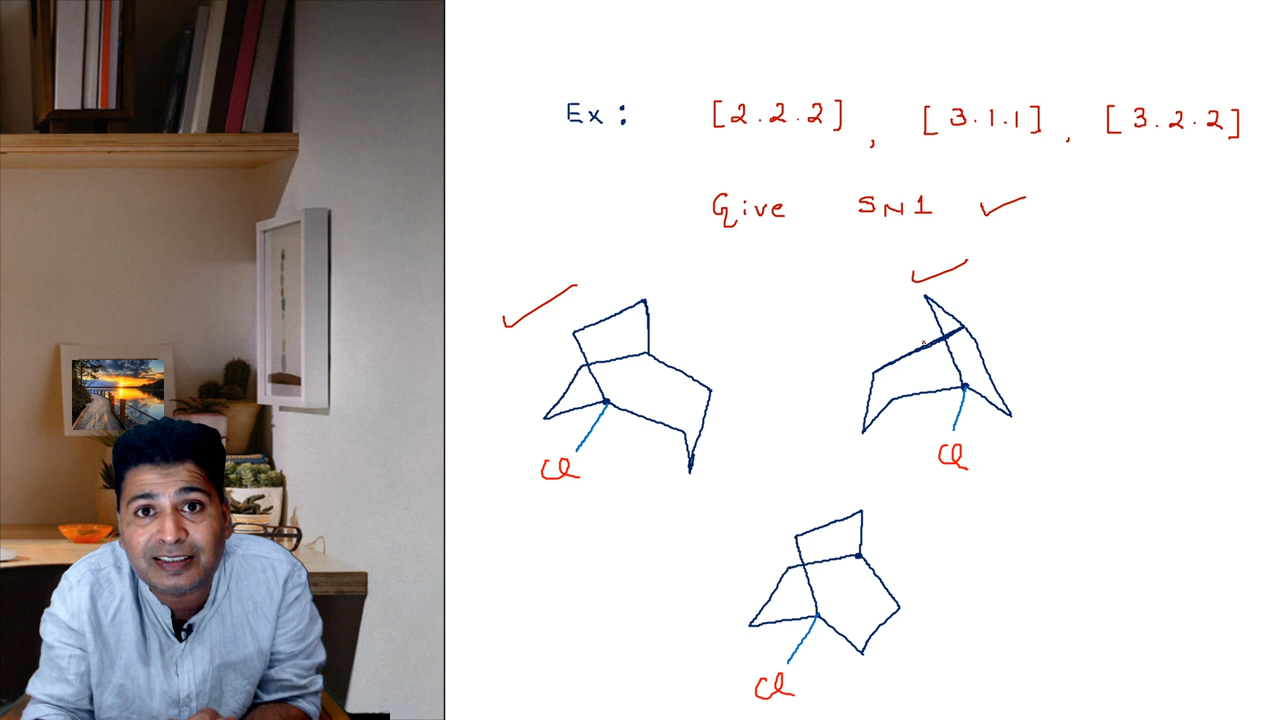 Ex : [2.2.2] , [3.1.1] , [3.2.2]
Give SN1 ✓
Cl
Cl
Cl